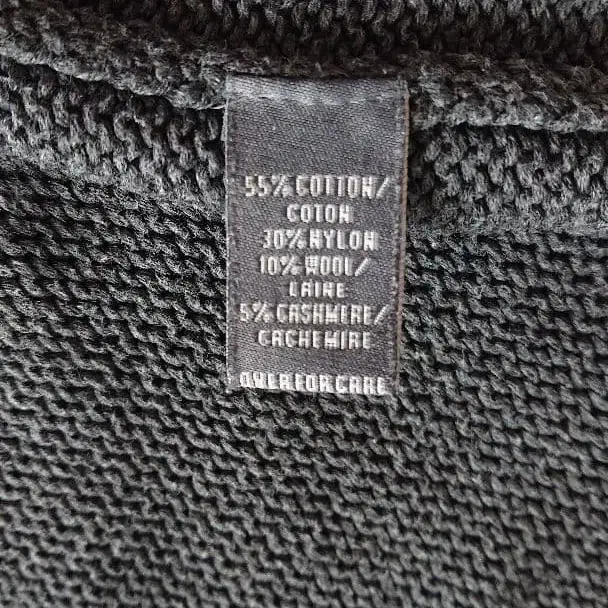 55% COTTON/
COTON
30% NYLON
10% WOOL/
LAINE
5% CASHMERE/
CACHEMIRE
OVER FOR CARE